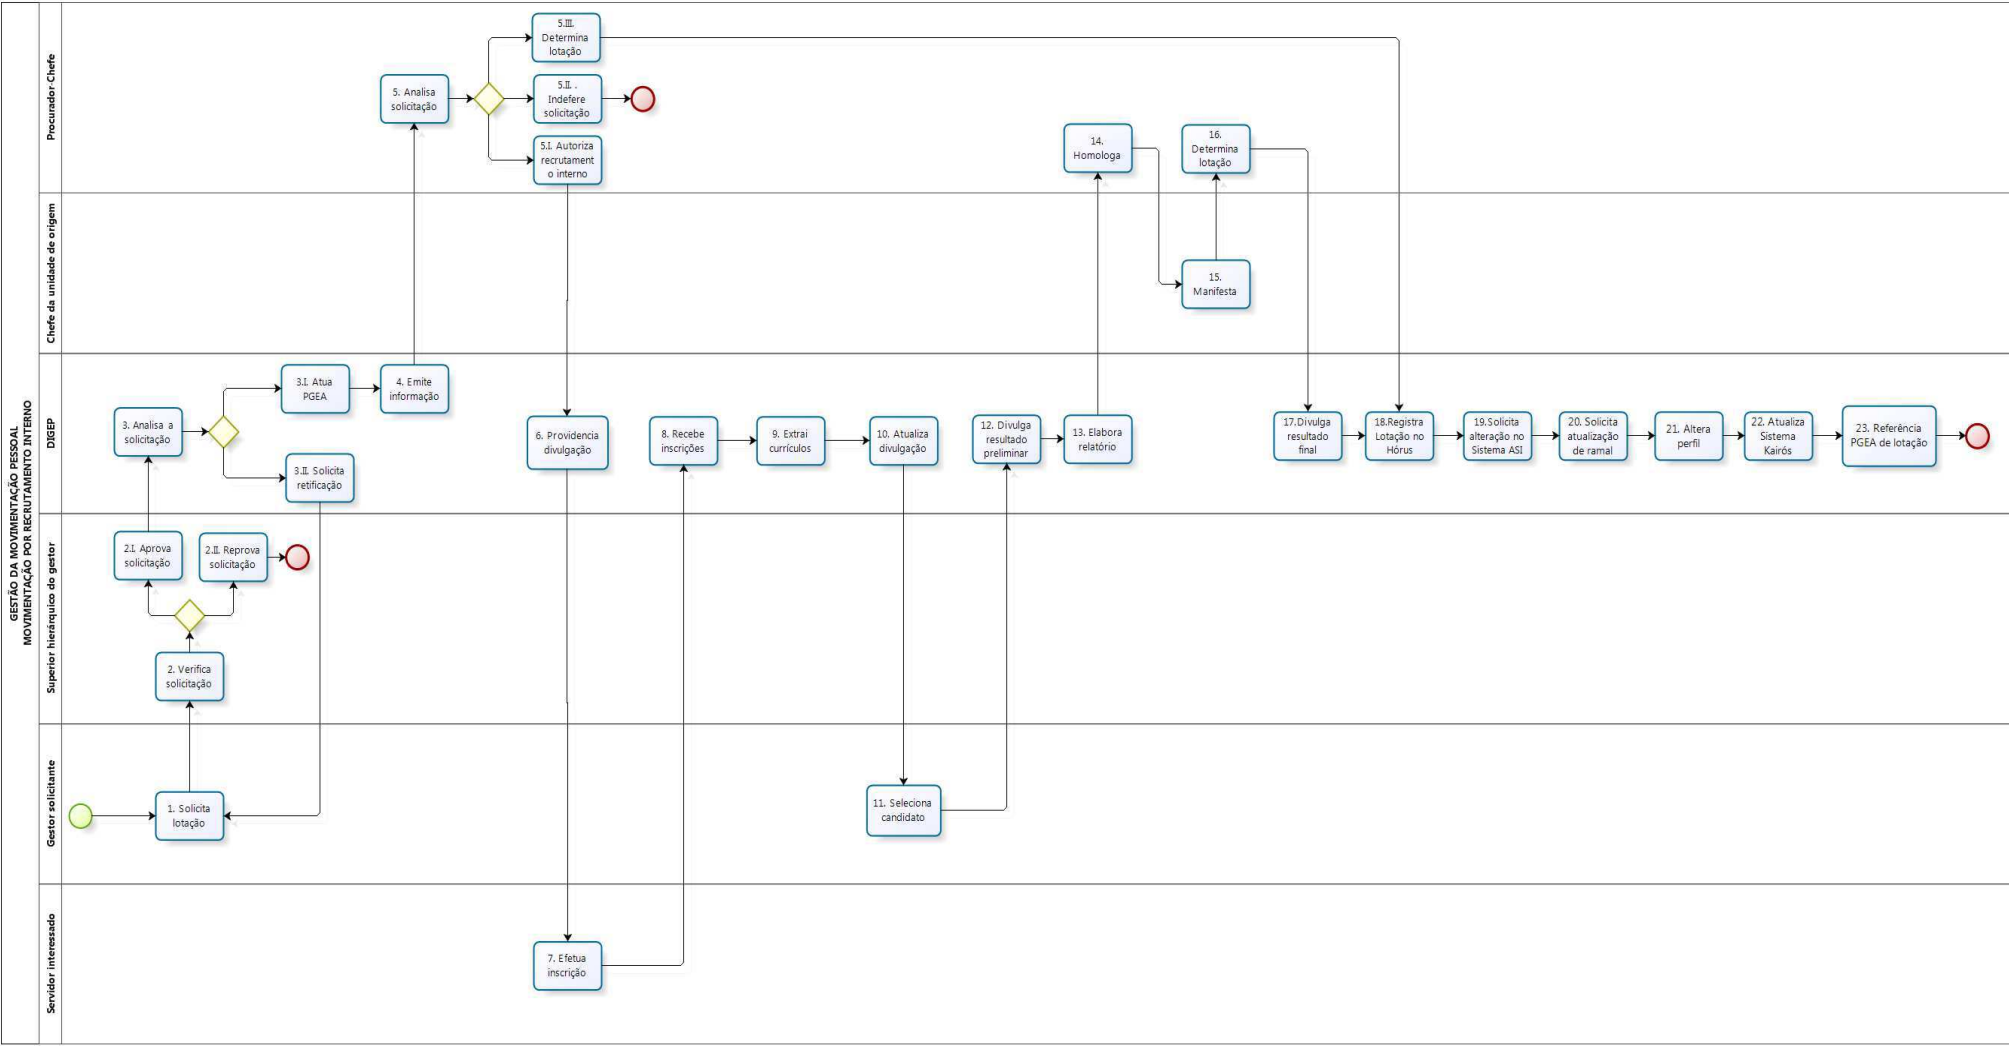 GESTÃO DA MOVIMENTAÇÃO PESSOAL
MOVIMENTAÇÃO POR RECRUTAMENTO INTERNO
Procurador-Chefe
5. Analisa
solicitação
5.III.
Determina
lotação
5.II. .
Indefere
solicitação
5.I. Autoriza
recrutament
o interno
14.
Homologa
16.
Determina
lotação
Chefe da unidade de origem
15.
Manifesta
DIGEP
3. Analisa a
solicitação
3.I. Atua
PGEA
3.II. Solicita
retificação
4. Emite
informação
6. Providencia
divulgação
8. Recebe
inscrições
9. Extrai
currículos
10. Atualiza
divulgação
12. Divulga
resultado
preliminar
13. Elabora
relatório
17.Divulga
resultado
final
18.Registra
Lotação no
Hórus
19.Solicita
alteração no
Sistema ASI
20. Solicita
atualização
de ramal
21. Altera
perfil
22. Atualiza
Sistema
Kairós
23. Referência
PGEA de lotação
Superior hierárquico do gestor
2.I. Aprova
solicitação
2.II. Reprova
solicitação
2. Verifica
solicitação
Gestor solicitante
1. Solicita
lotação
11. Seleciona
candidato
Servidor interessado
7. Efetua
inscrição